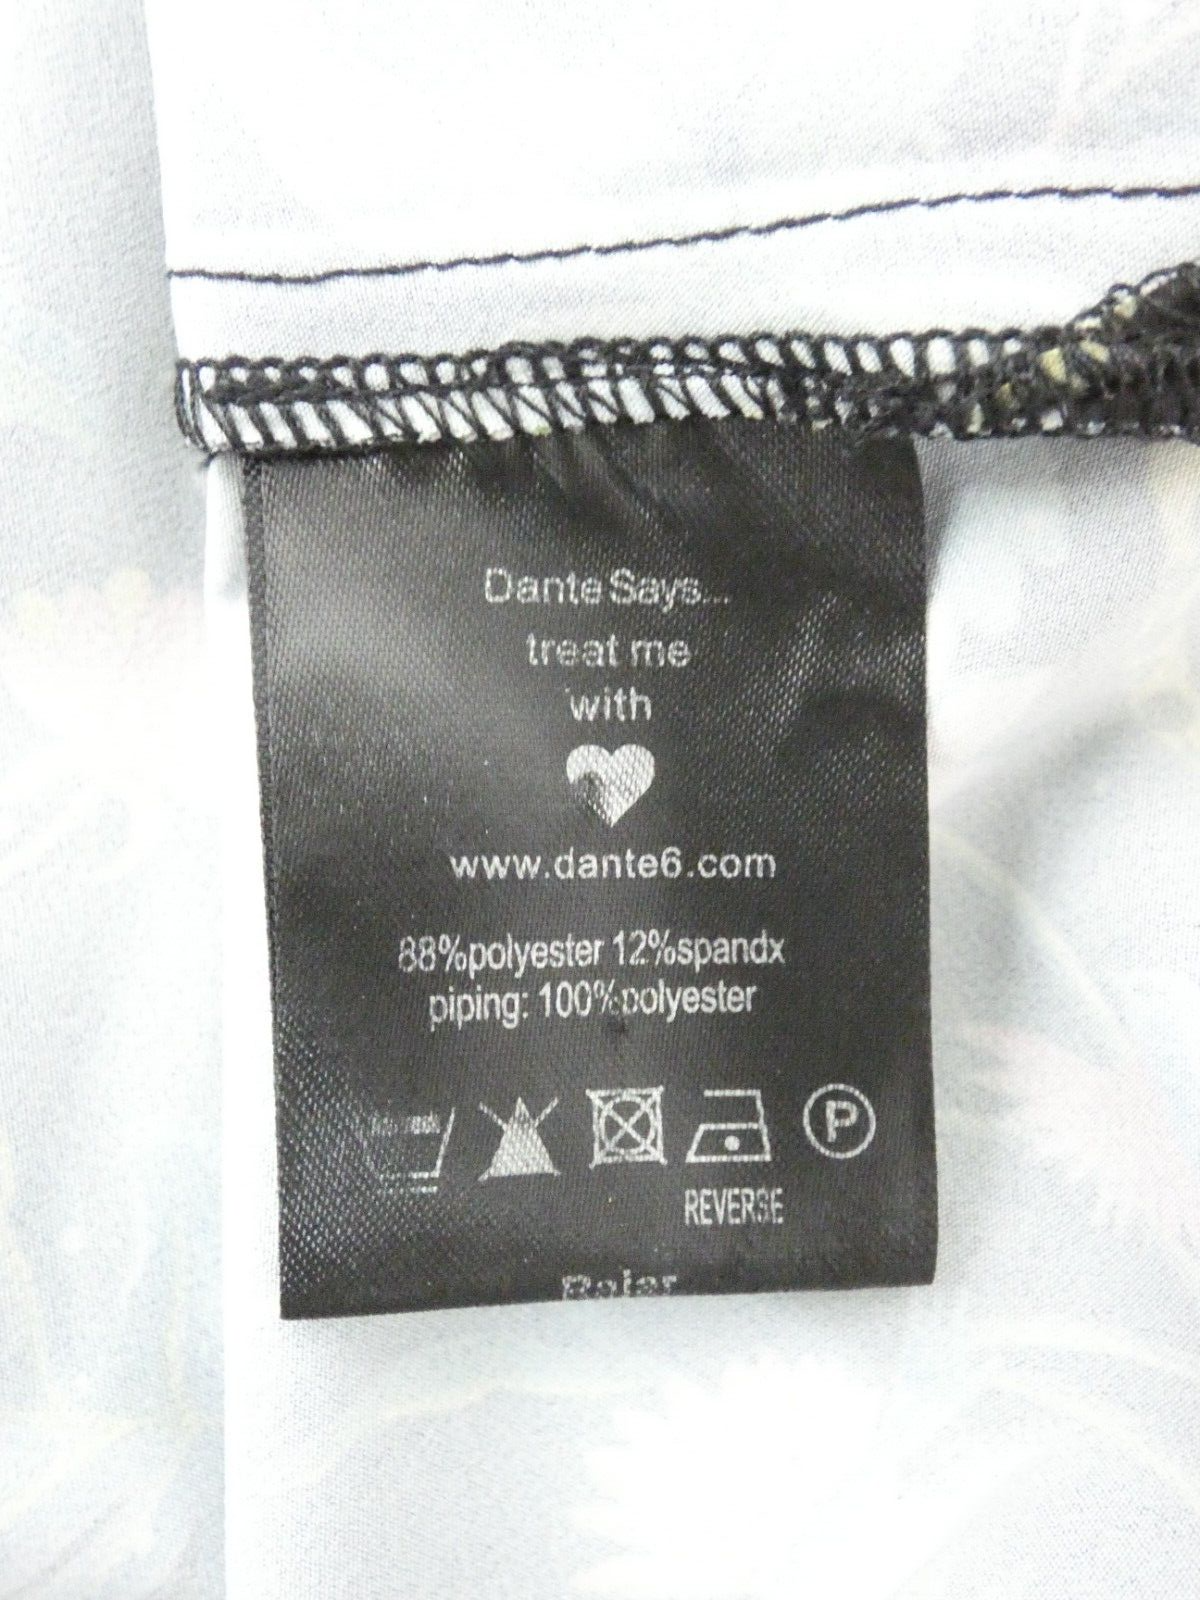 Dante Says...
treat me
with
www.dante6.com
88%polyester 12%spandx
piping: 100%polyester
P
REVERSE